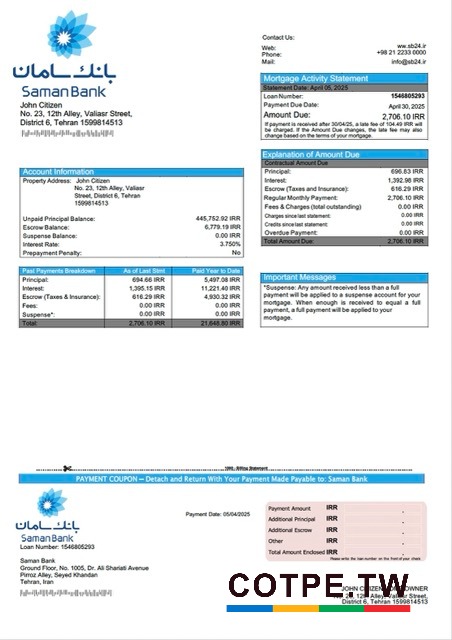 بانک سامان
Saman Bank
John Citizen
No. 23, 12th Alley, Valiasr Street,
District 6, Tehran 1599814513
Contact Us:
Web: ww.sb24.ir
Phone: +98 21 2233 0000
Mail: info@sb24.ir
Mortgage Activity Statement
Statement Date: April 05, 2025
Loan Number: 1546805293
Payment Due Date: April 30, 2025
Amount Due: 2,706.10 IRR
If payment is received after 30/04/25, a late fee of 104.49 IRR will
be charged. If the Amount Due changes, the late fee may also
change based on the terms of your mortgage.
Explanation of Amount Due
Contractual Amount Due
Principal: 696.83 IRR
Interest: 1,392.98 IRR
Escrow (Taxes and Insurance): 616.29 IRR
Regular Monthly Payment: 2,706.10 IRR
Fees & Charges (total outstanding) 0.00 IRR
Charges since last statement: 0.00 IRR
Credits since last statement: 0.00 IRR
Overdue Payment: 0.00 IRR
Total Amount Due: 2,706.10 IRR
Account Information
Property Address: John Citizen
No. 23, 12th Alley, Valiasr
Street, District 6, Tehran
1599814513
Unpaid Principal Balance: 445,752.92 IRR
Escrow Balance: 6,779.19 IRR
Suspense Balance: 0.00 IRR
Interest Rate: 3.750%
Prepayment Penalty: No
Past Payments Breakdown As of Last Stmt Paid Year to Date
Principal: 694.66 IRR 5,497.08 IRR
Interest: 1,395.15 IRR 11,221.40 IRR
Escrow (Taxes & Insurance): 616.29 IRR 4,930.32 IRR
Fees: 0.00 IRR 0.00 IRR
Suspense*: 0.00 IRR 0.00 IRR
Total: 2,706.10 IRR 21,648.80 IRR
Important Messages
*Suspense: Any amount received less than a full
payment will be applied to a suspense account for your
mortgage. When enough is received to equal a full
payment, a full payment will be applied to your
mortgage.
Billing Statement
PAYMENT COUPON – Detach and Return With Your Payment Made Payable to: Saman Bank
بانک سامان
Saman Bank
Loan Number: 1546805293
Saman Bank
Ground Floor, No. 1005, Dr. Ali Shariati Avenue
Pirroz Alley, Seyed Khandan
Tehran, Iran
Payment Date: 05/04/2025
Payment Amount IRR
Additional Principal IRR
Additional Escrow IRR
Other IRR
Total Amount Enclosed IRR
Please write the loan number on the front of your check
COTPE.TW